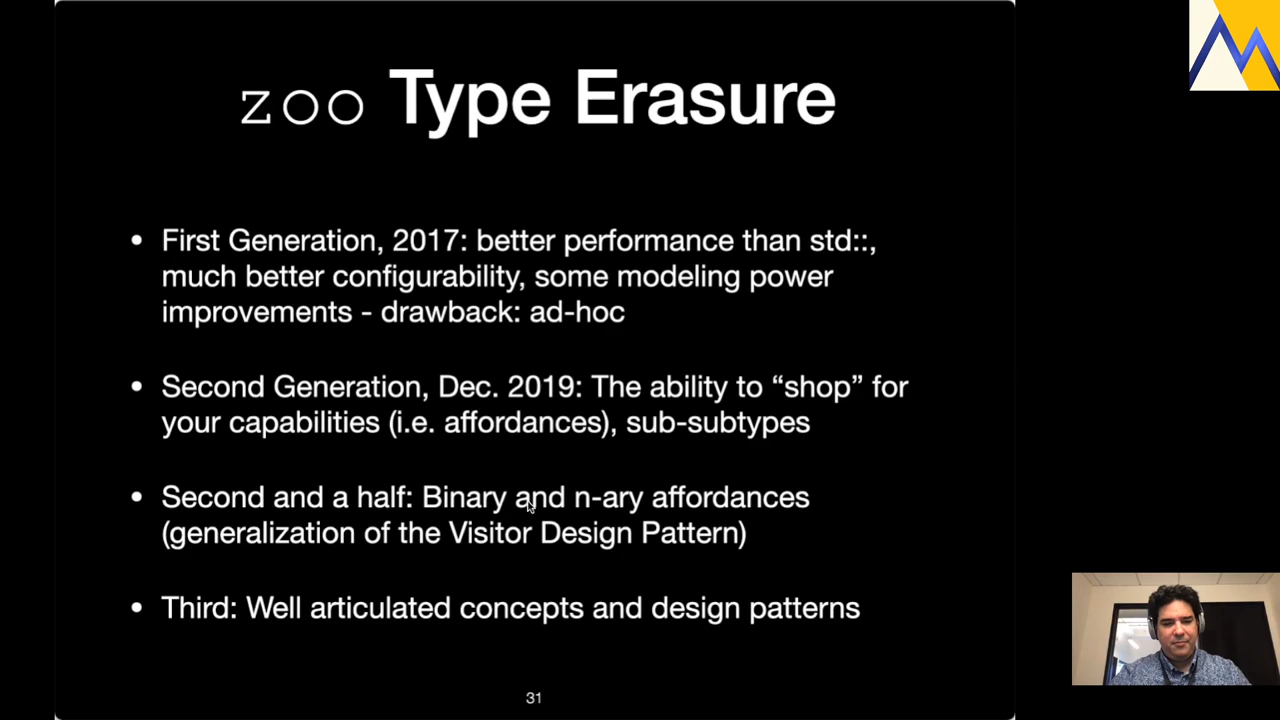 zoo Type Erasure
• First Generation, 2017: better performance than std::,
much better configurability, some modeling power
improvements - drawback: ad-hoc
• Second Generation, Dec. 2019: The ability to “shop” for
your capabilities (i.e. affordances), sub-subtypes
• Second and a half: Binary and n-ary affordances
(generalization of the Visitor Design Pattern)
• Third: Well articulated concepts and design patterns
31